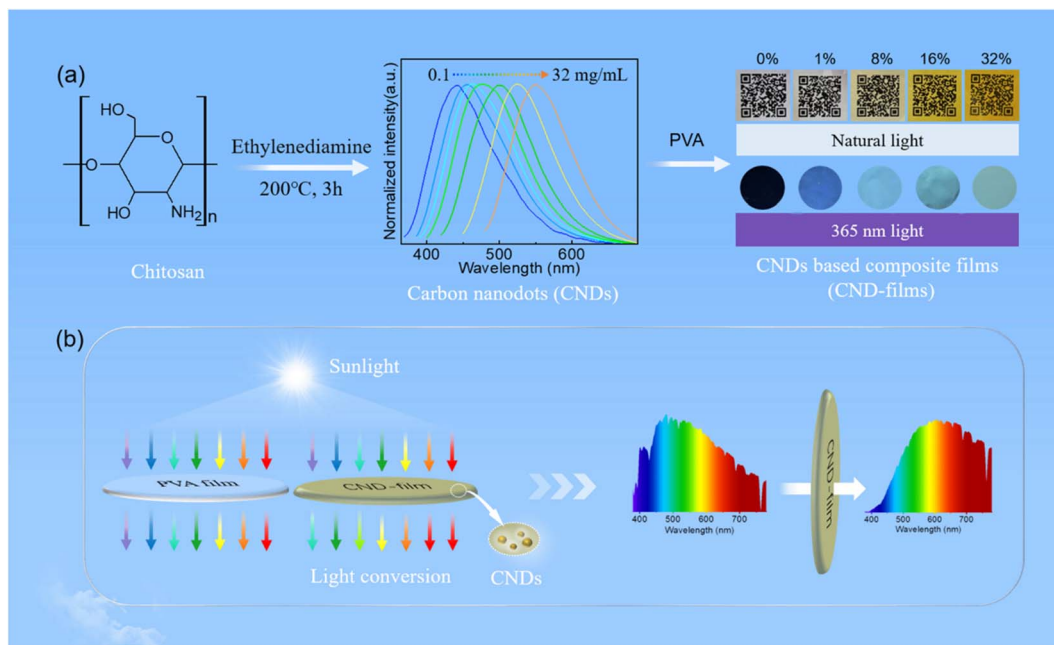 (a)
HO
O
HO
NH₂
O
n
Chitosan
Ethylenediamine
200℃, 3h
Normalized intensity(a.u.)
0.1
32 mg/mL
400 500 600
Wavelength (nm)
Carbon nanodots (CNDs)
PVA
0% 1% 8% 16% 32%
Natural light
365 nm light
CNDs based composite films
(CND-films)
(b)
Sunlight
PVA film
CND-film
Light conversion
CNDs
400 500 600 700
Wavelength (nm)
CND-film
400 500 600 700
Wavelength (nm)